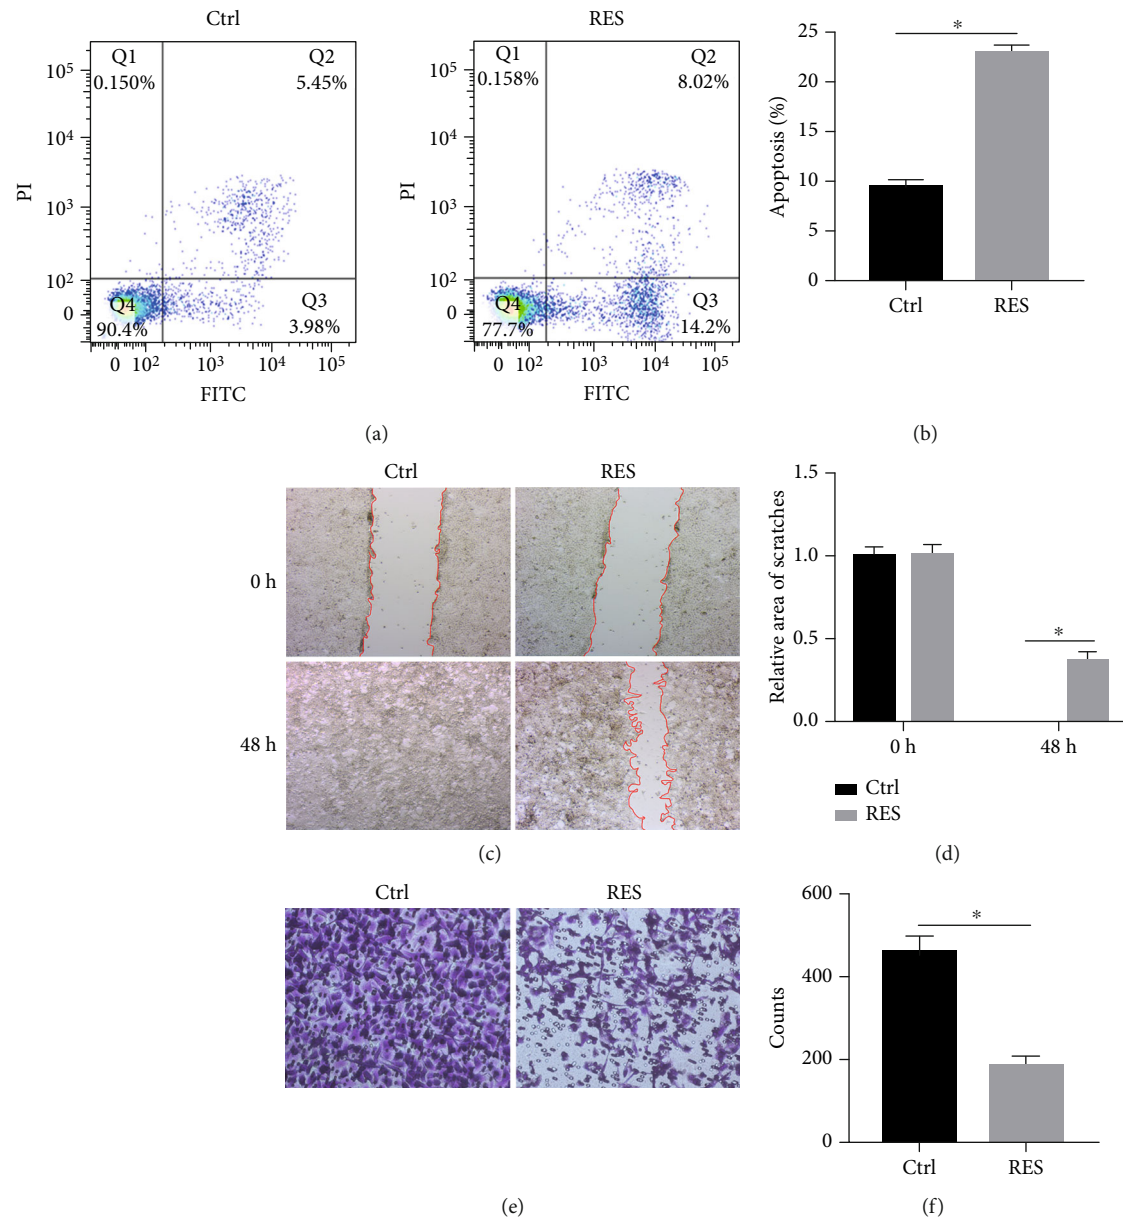 Ctrl
RES
Q1
0.150%
Q2
5.45%
Q4
90.4%
Q3
3.98%
PI
10⁵
10⁴
10³
10²
0
0 10² 10³ 10⁴ 10⁵
FITC
Q1
0.158%
Q2
8.02%
Q4
77.7%
Q3
14.2%
PI
10⁵
10⁴
10³
10²
0
0 10² 10³ 10⁴ 10⁵
FITC
(a)
Apoptosis (%)
25
20
15
10
5
0
*
Ctrl RES
(b)
Ctrl RES
0 h
48 h
(c)
Relative area of scratches
1.5
1.0
0.5
0.0
*
0 h 48 h
Ctrl
RES
(d)
Ctrl RES
(e)
Counts
600
400
200
0
*
Ctrl RES
(f)